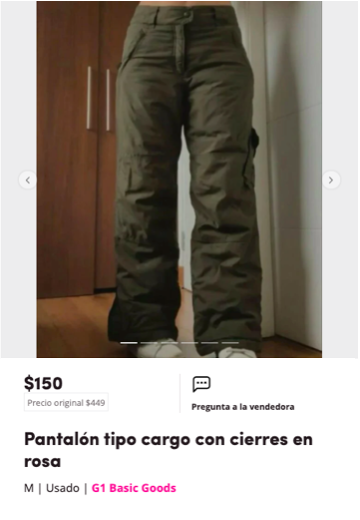 $150
Precio original $449
Pregunta a la vendedora
Pantalón tipo cargo con cierres en
rosa
M | Usado | G1 Basic Goods